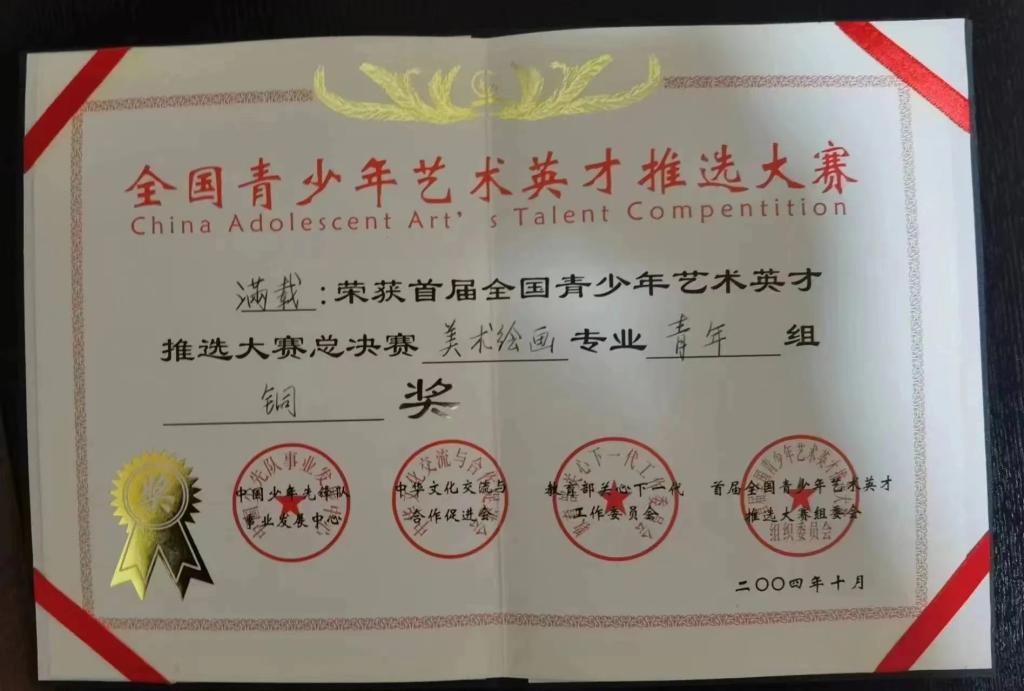 全国青少年艺术英才推选大赛
China Adolescent Art's Talent Compentition
满载:荣获首届全国青少年艺术英才
推选大赛总决赛 美术绘画 专业 青年 组
铜 奖
奖
中国少年先锋队
事业发展中心
中华文化交流与
合作促进会
教育部关心下一代
工作委员会
首届全国青少年艺术英才
推选大赛组委会
组织委员会
二〇〇四年十月